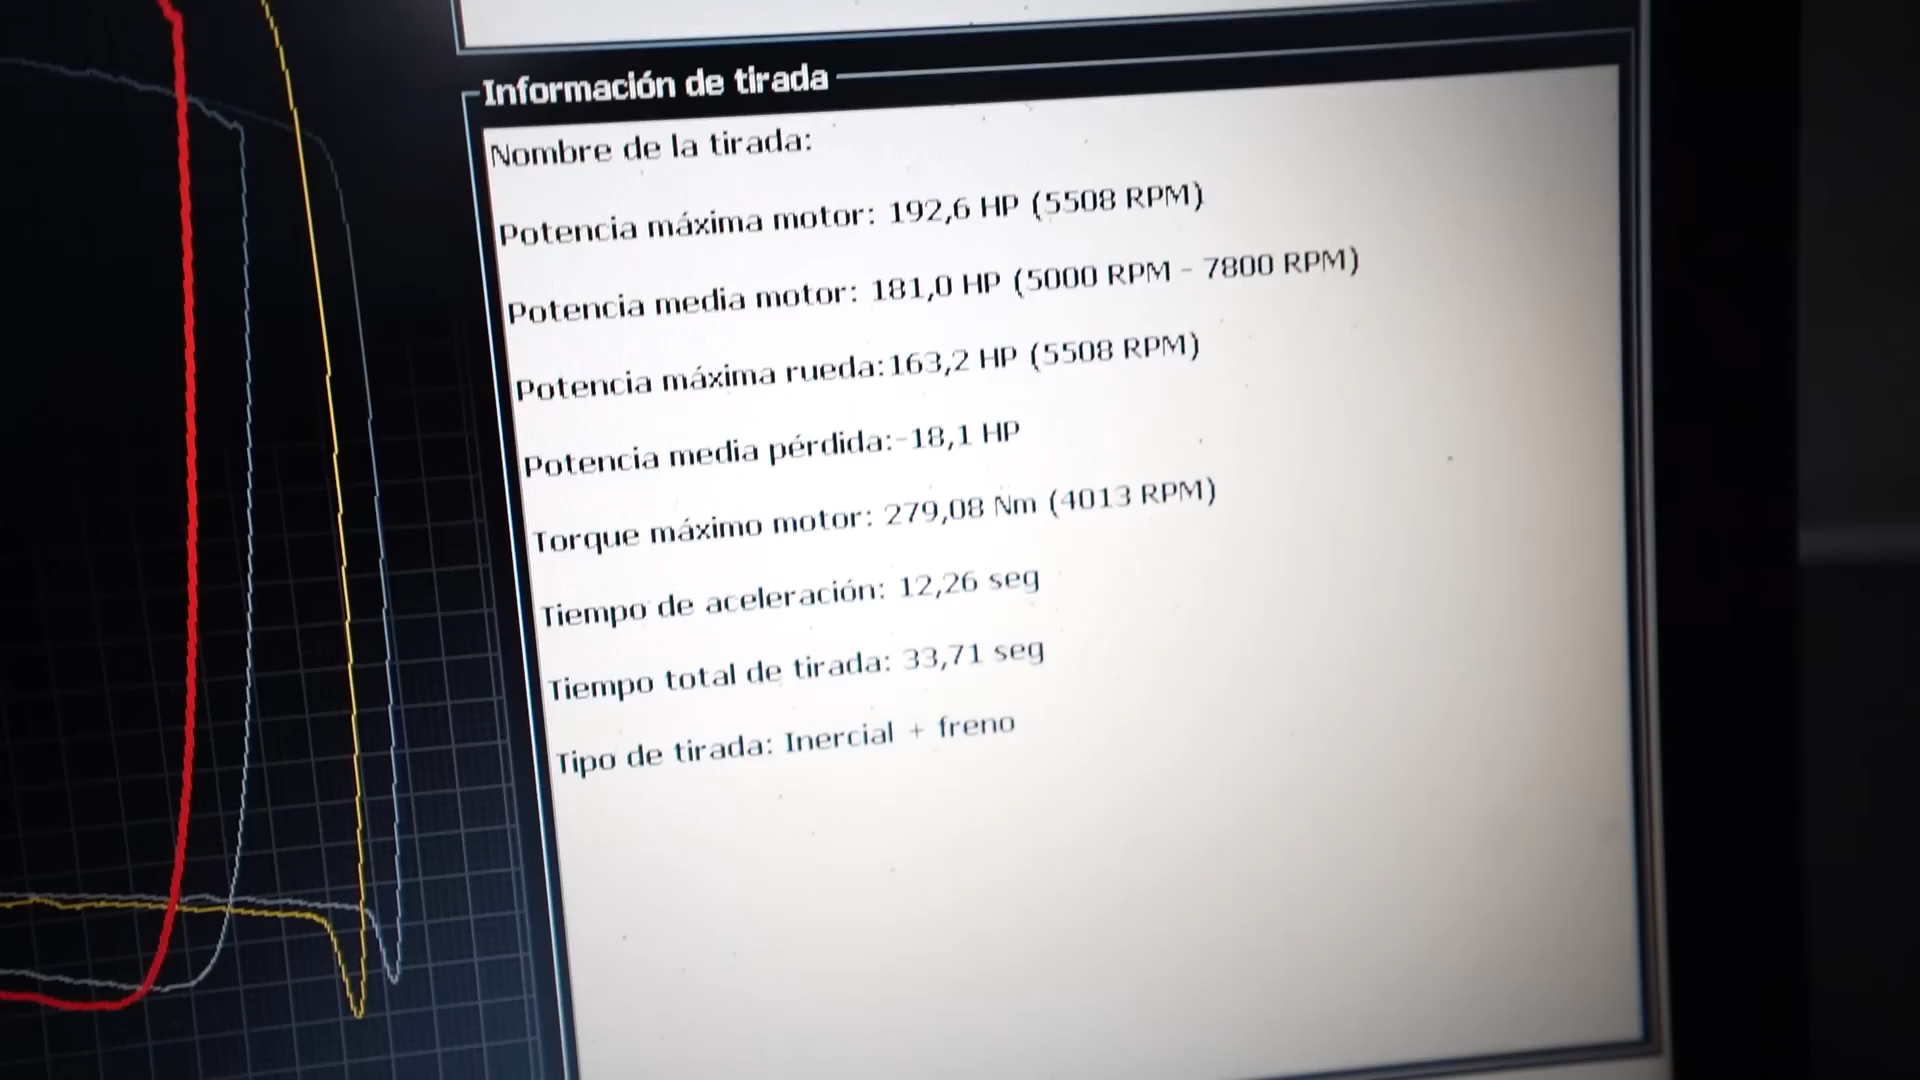 Información de tirada
Nombre de la tirada:
Potencia máxima motor: 192,6 HP (5508 RPM)
Potencia media motor: 181,0 HP (5000 RPM - 7800 RPM)
Potencia máxima rueda:163,2 HP (5508 RPM)
Potencia media pérdida:-18,1 HP
Torque máximo motor: 279,08 Nm (4013 RPM)
Tiempo de aceleración: 12,26 seg
Tiempo total de tirada: 33,71 seg
Tipo de tirada: Inercial + freno